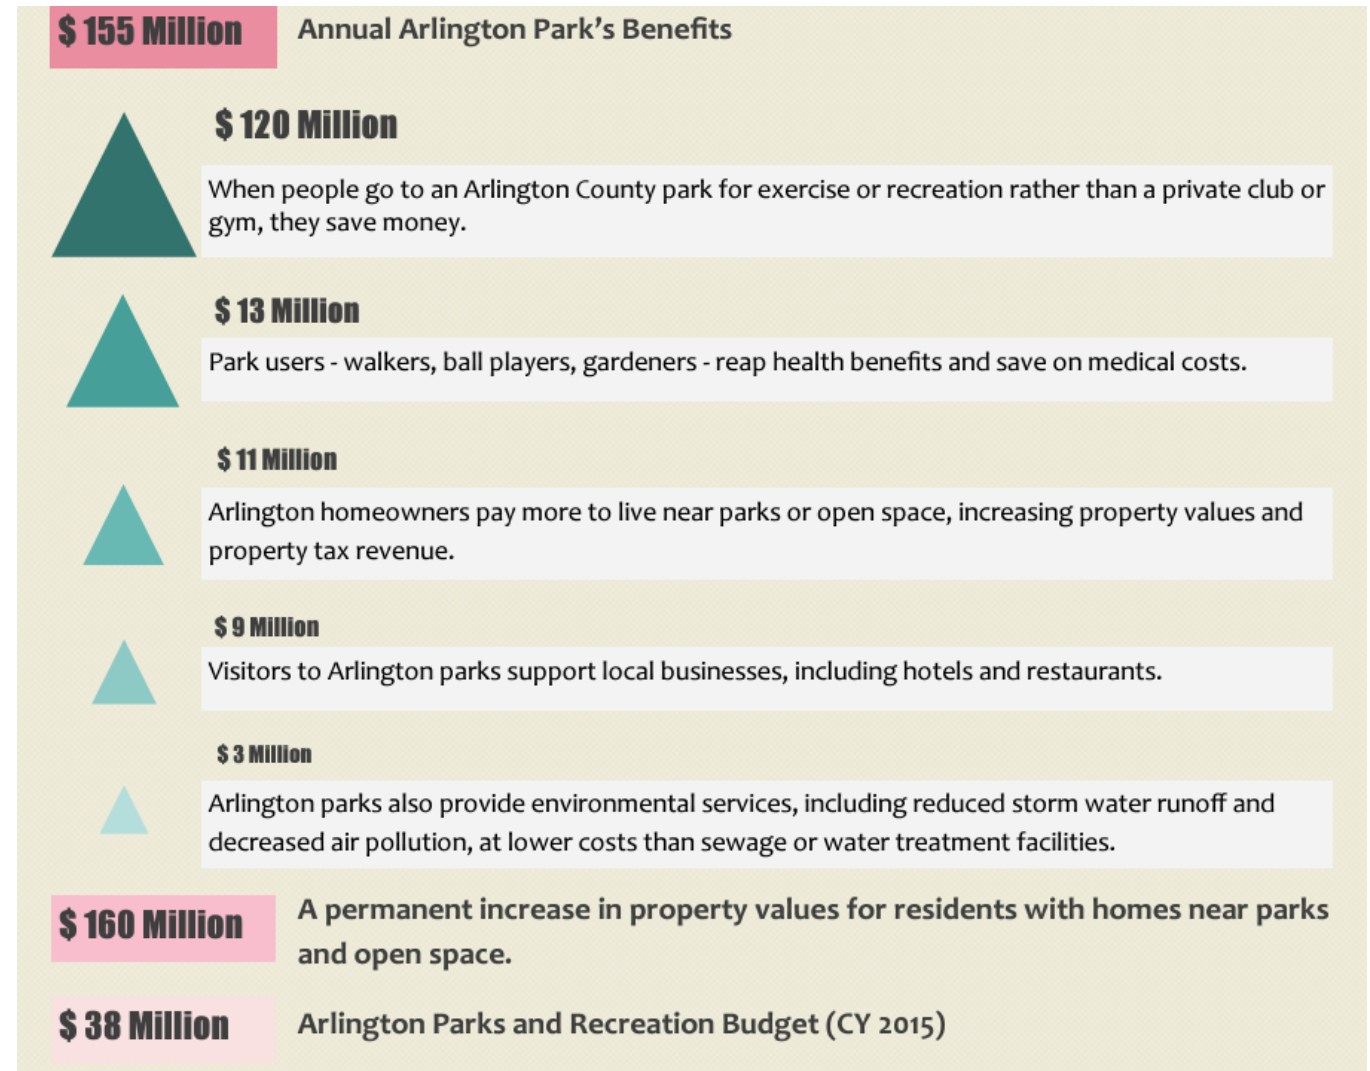 $ 155 Million
Annual Arlington Park’s Benefits
$ 120 Million
When people go to an Arlington County park for exercise or recreation rather than a private club or
gym, they save money.
$ 13 Million
Park users - walkers, ball players, gardeners - reap health benefits and save on medical costs.
$ 11 Million
Arlington homeowners pay more to live near parks or open space, increasing property values and
property tax revenue.
$ 9 Million
Visitors to Arlington parks support local businesses, including hotels and restaurants.
$ 3 Million
Arlington parks also provide environmental services, including reduced storm water runoff and
decreased air pollution, at lower costs than sewage or water treatment facilities.
$ 160 Million
A permanent increase in property values for residents with homes near parks
and open space.
$ 38 Million
Arlington Parks and Recreation Budget (CY 2015)